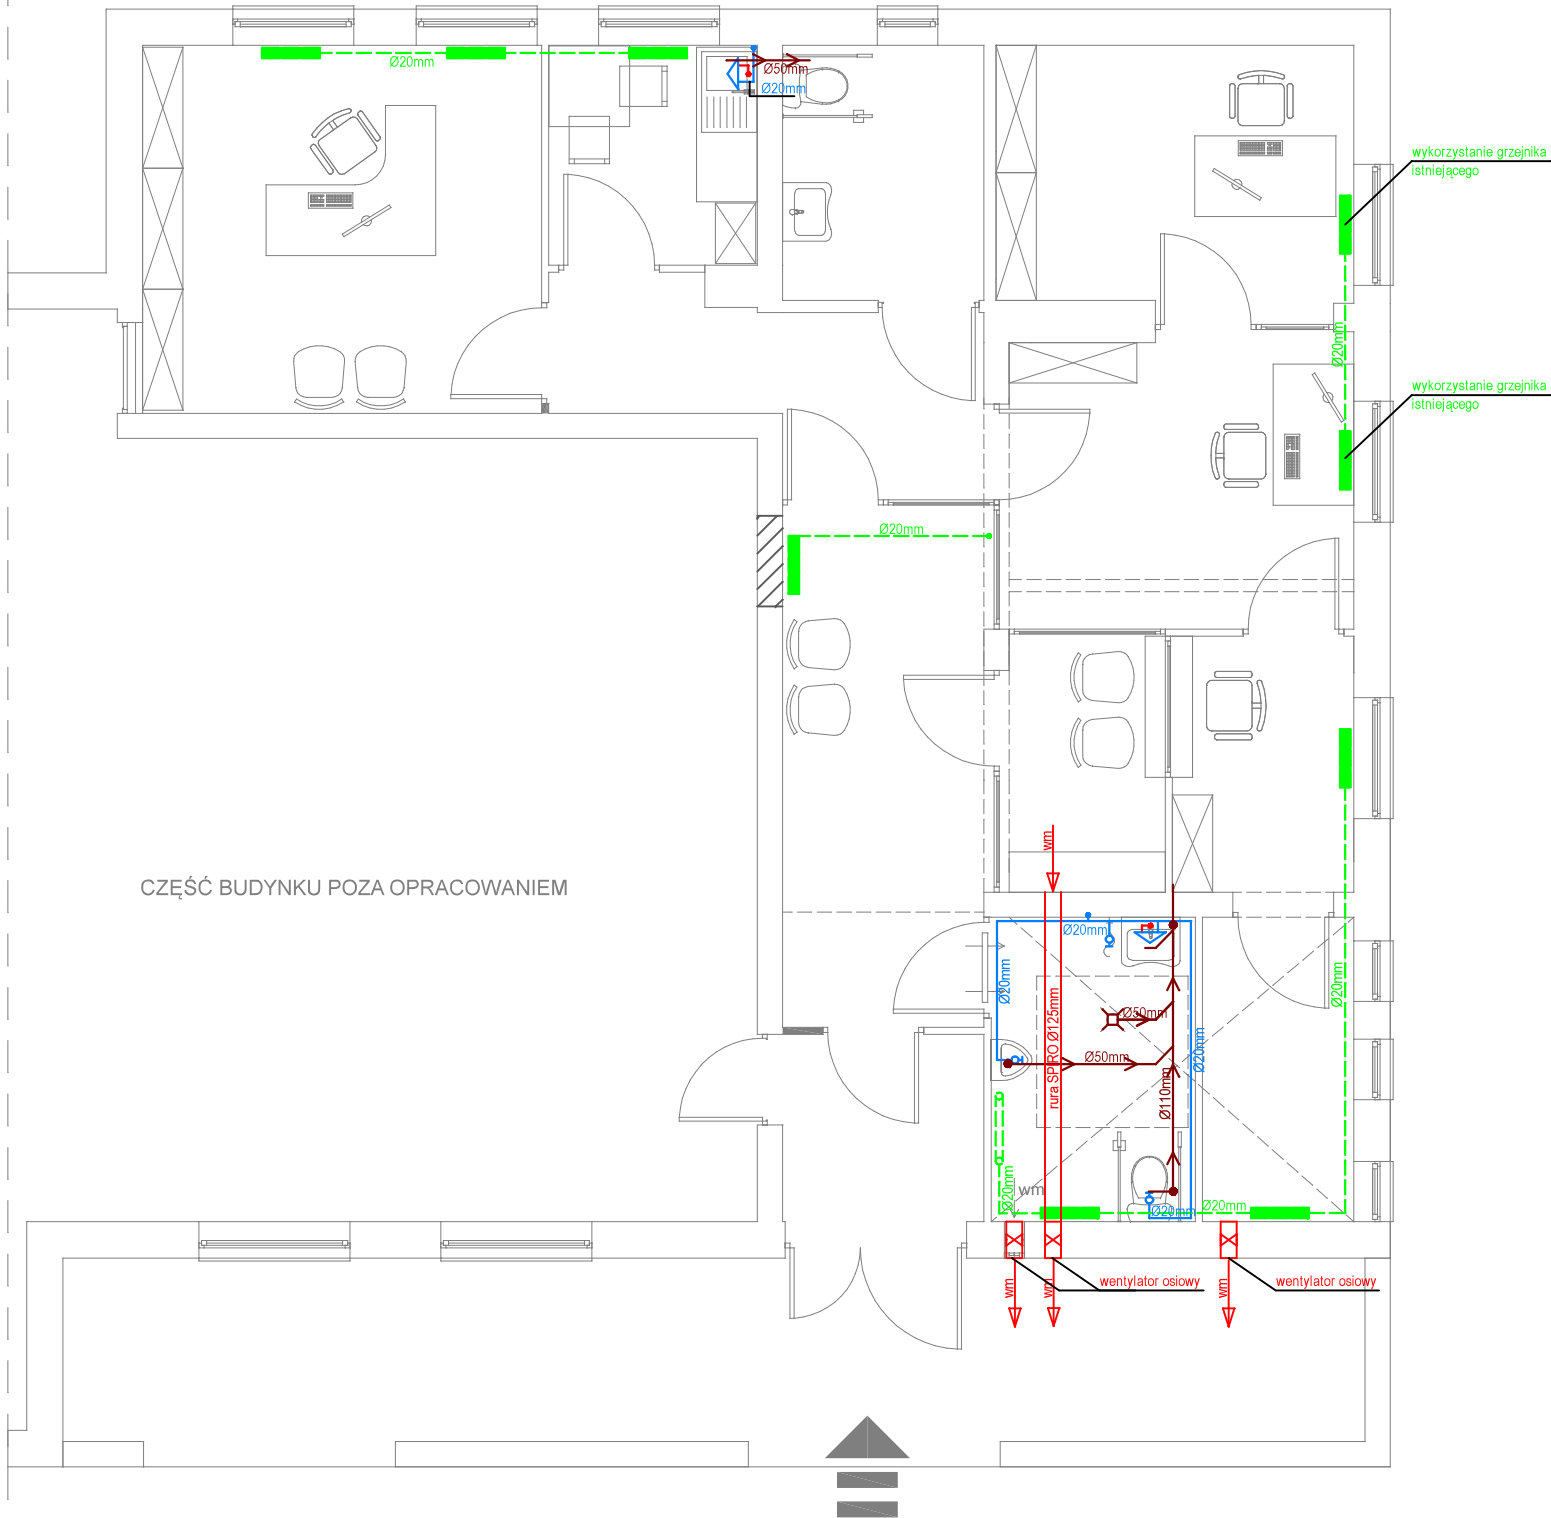 Ø20mm
Ø50mm
Ø20mm
wykorzystanie grzejnika
istniejącego
Ø20mm
wykorzystanie grzejnika
istniejącego
Ø20mm
wm
CZĘŚĆ BUDYNKU POZA OPRACOWANIEM
Ø20mm
Ø20mm
Ø20mm
Ø50mm
rura SPIRO Ø125mm
Ø20mm
Ø50mm
Ø110mm
Ø20mm
wm
Ø20mm
Ø20mm
wm
wm
wentylator osiowy
wm
wentylator osiowy